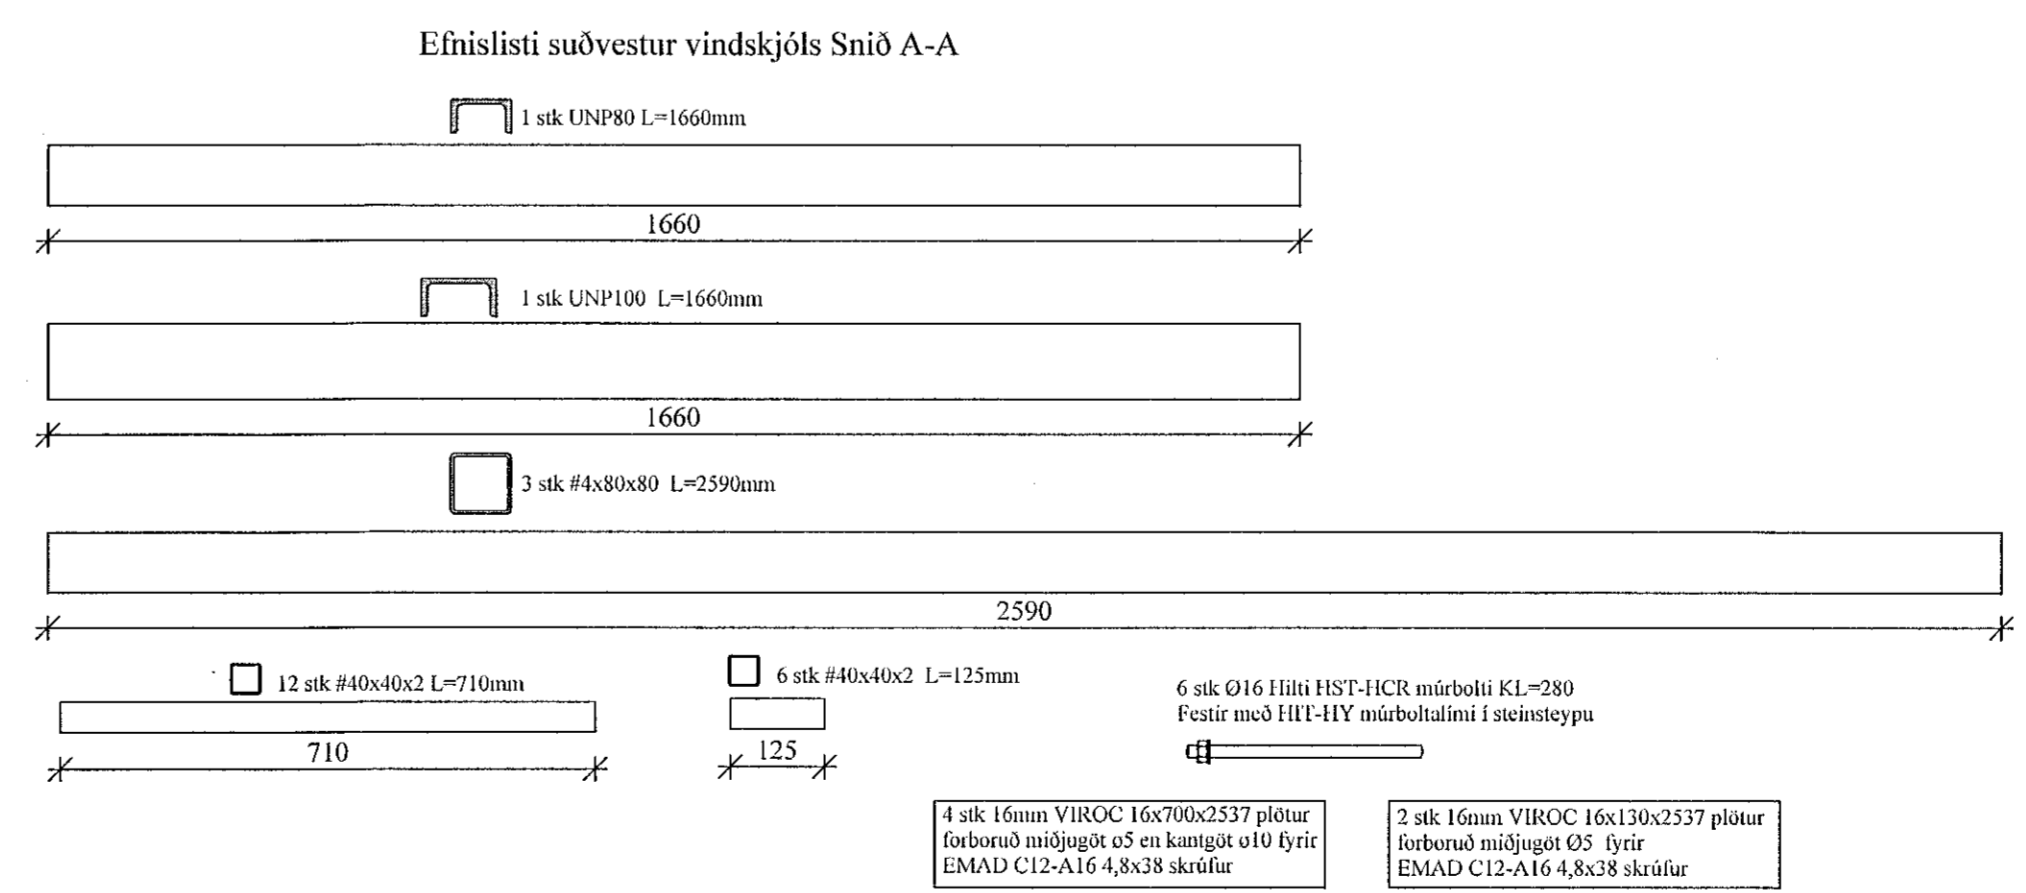 Efnislisti suðvestur vindskjóls Snið A-A
1 stk UNP80 L=1660mm
1660
1 stk UNP100 L=1660mm
1660
3 stk #4x80x80 L=2590mm
2590
12 stk #40x40x2 L=710mm
710
6 stk #40x40x2 L=125mm
125
6 stk Ø16 Hilti HST-HCR múrbolti KL=280
Festir með HIT-HY múrboltalími í steinsteypu
4 stk 16mm VIROC 16x700x2537 plötur
forboruð miðjugöt ø5 en kantgöt ø10 fyrir
EMAD C12-A16 4,8x38 skrúfur
2 stk 16mm VIROC 16x130x2537 plötur
forboruð miðjugöt Ø5 fyrir
EMAD C12-A16 4,8x38 skrúfur